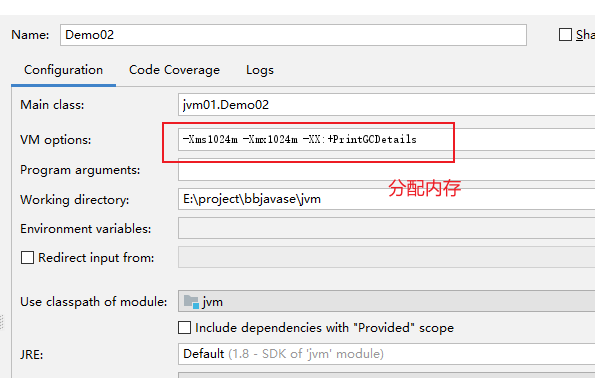 Name: Demo02 Sha
Configuration Code Coverage Logs
Main class: jvm01.Demo02
VM options: -Xms1024m -Xmx1024m -XX:+PrintGCDetails
Program arguments:
分配内存
Working directory: E:\project\bbjavase\jvm
Environment variables:
Redirect input from:
Use classpath of module: jvm
Include dependencies with "Provided" scope
JRE: Default (1.8 - SDK of 'jvm' module)